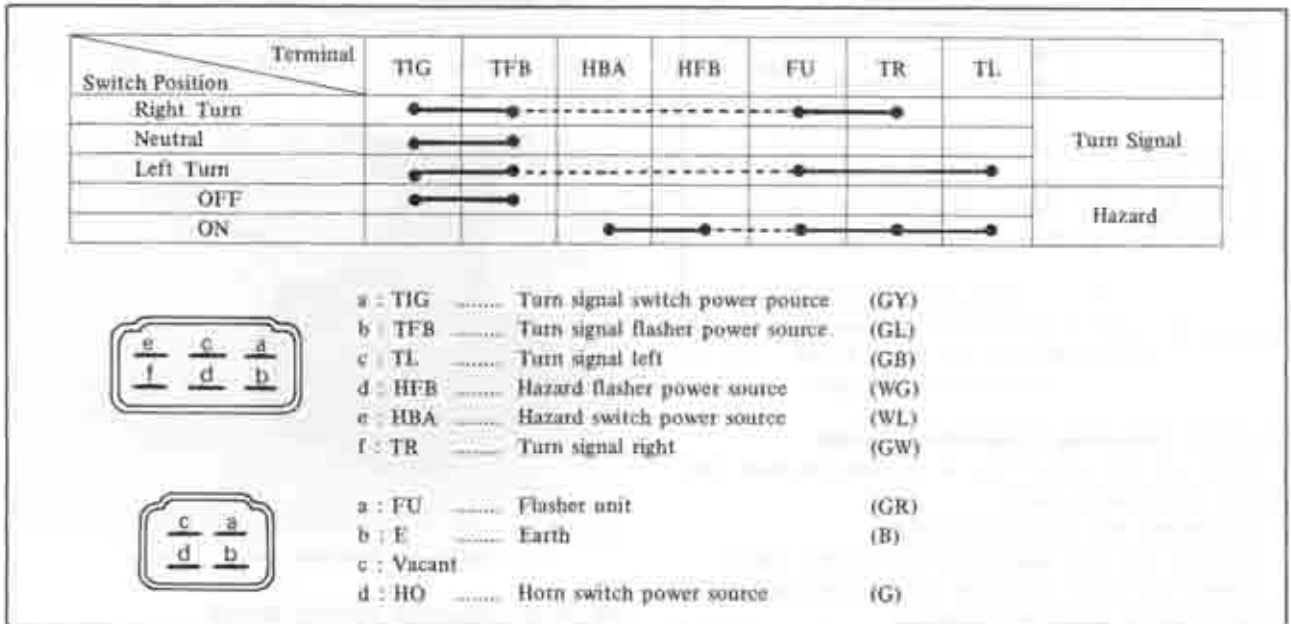 Terminal TIG TFB HBA HFB FU TR TL
Switch Position
Right Turn
Neutral
Turn Signal
Left Turn
OFF
Hazard
ON
a : TIG ........ Turn signal switch power pource (GY)
b : TFB ........ Turn signal flasher power source (GL)
c : TL ........ Turn signal left (GB)
d : HFB ........ Hazard flasher power source (WG)
e : HBA ........ Hazard switch power source (WL)
f : TR ........ Turn signal right (GW)
e c a
f d b
a : FU ........ Flasher unit (GR)
b : E ........ Earth (B)
c : Vacant
d : HO ........ Horn switch power source (G)
c a
d b